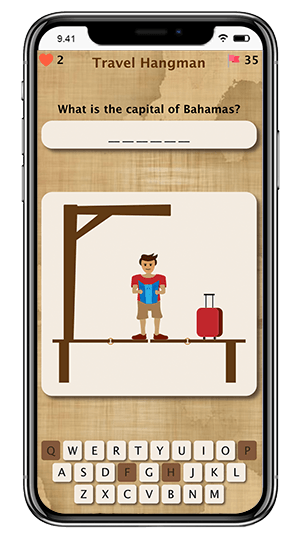 9.41
2 Travel Hangman 35
What is the capital of Bahamas?
_ _ _ _ _ _
Q W E R T Y U I O P
A S D F G H J K L
Z X C V B N M